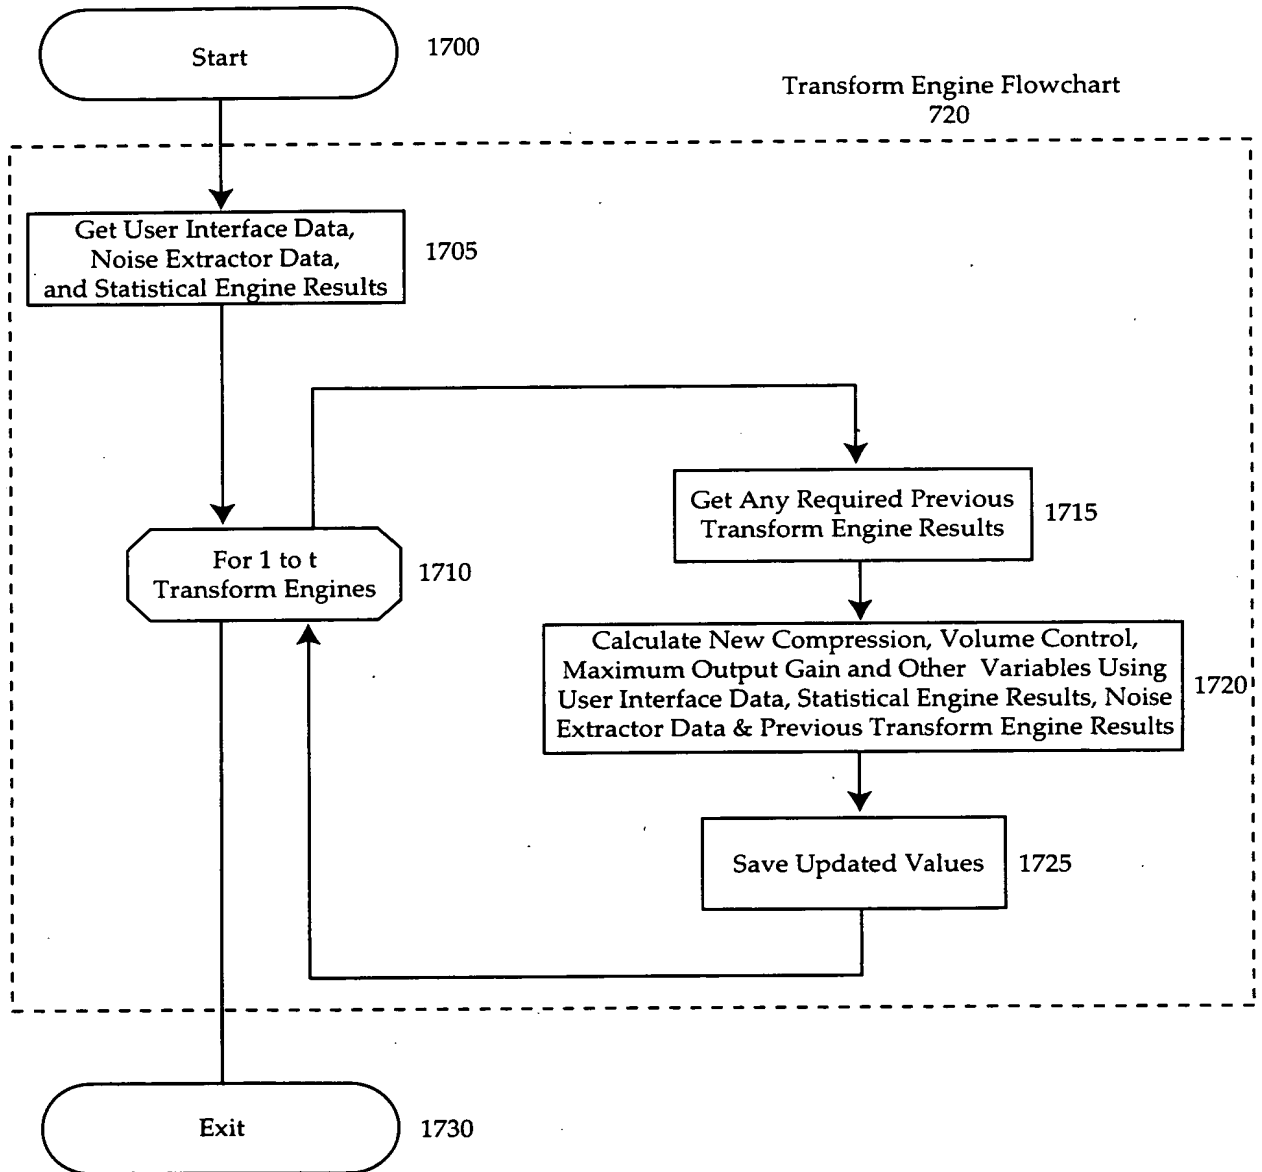 Start
1700
Transform Engine Flowchart
720
Get User Interface Data,
Noise Extractor Data,
and Statistical Engine Results
1705
For 1 to t
Transform Engines
1710
Get Any Required Previous
Transform Engine Results
1715
Calculate New Compression, Volume Control,
Maximum Output Gain and Other Variables Using
User Interface Data, Statistical Engine Results, Noise
Extractor Data & Previous Transform Engine Results
1720
Save Updated Values
1725
Exit
1730